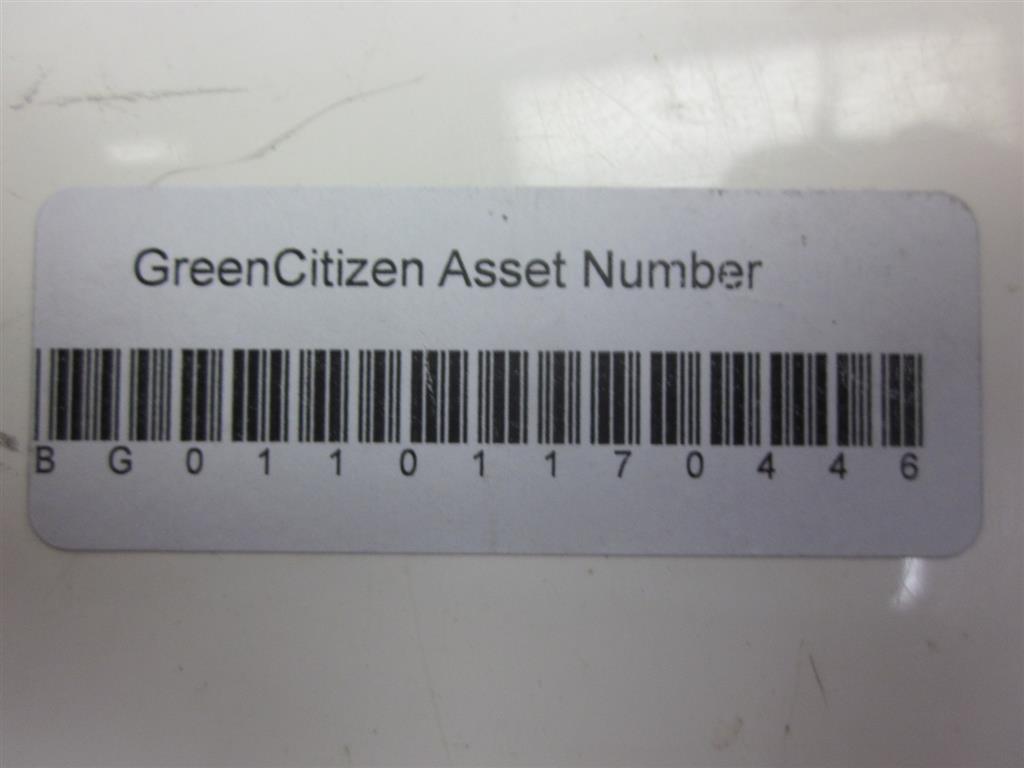 GreenCitizen Asset Number
B G 0 1 1 0 1 1 7 0 4 4 6